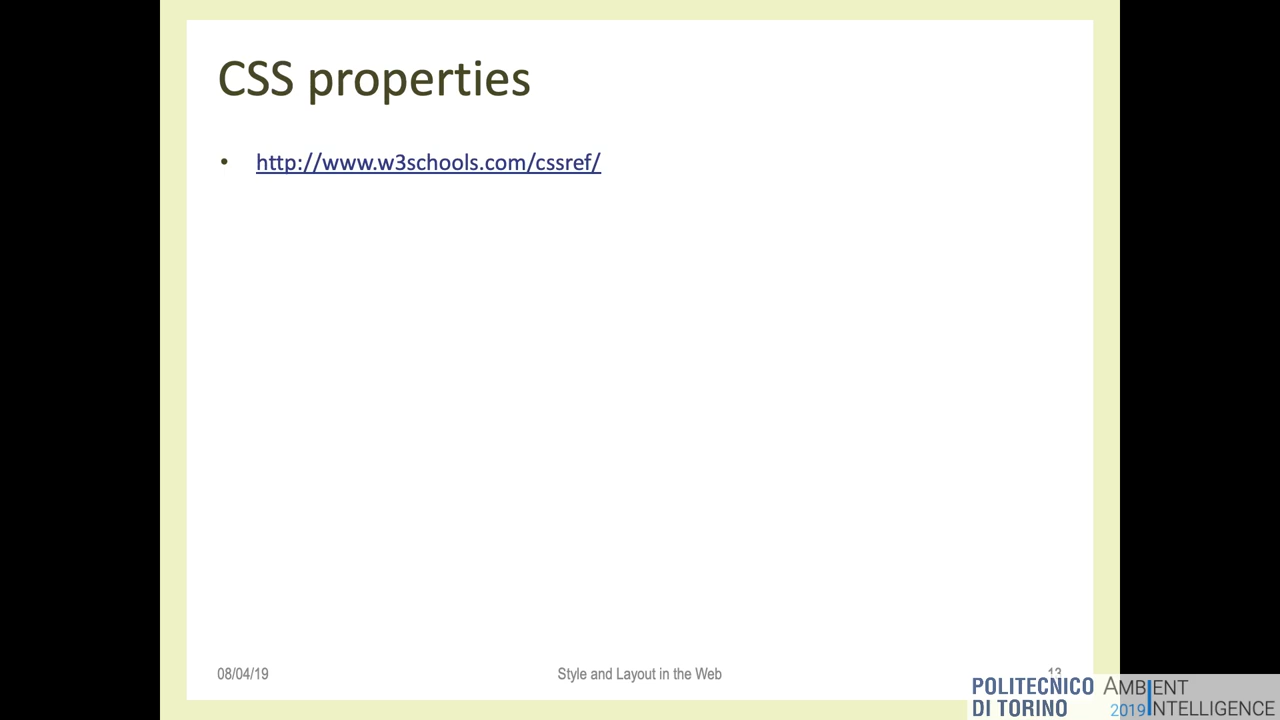 CSS properties
• http://www.w3schools.com/cssref/
08/04/19
Style and Layout in the Web
13
POLITECNICO
DI TORINO
AMBIENT
2019 INTELLIGENCE